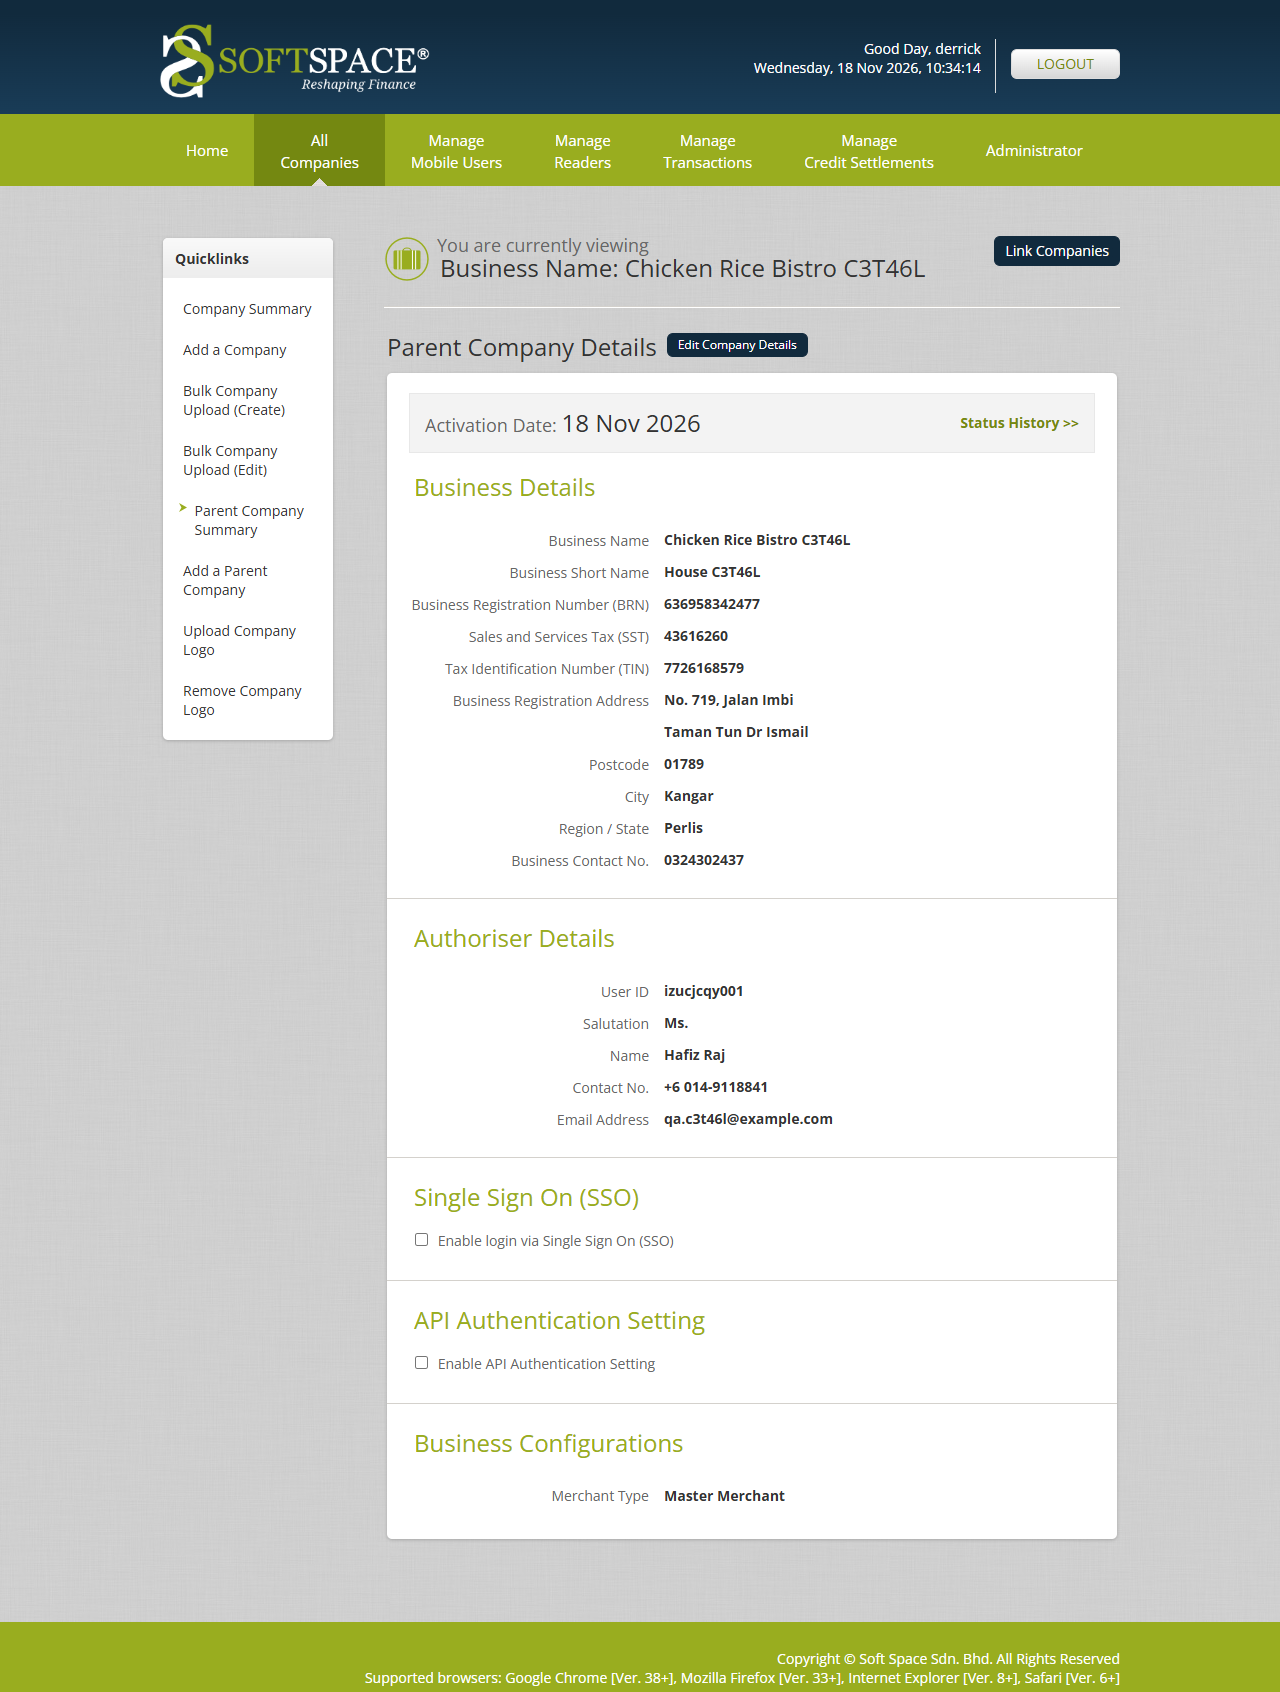 SOFTSPACE®
Reshaping Finance
Good Day, derrick
Wednesday, 18 Nov 2026, 10:34:14
LOGOUT
Home
All
Companies
Manage
Mobile Users
Manage
Readers
Manage
Transactions
Manage
Credit Settlements
Administrator
Quicklinks
Company Summary
Add a Company
Bulk Company
Upload (Create)
Bulk Company
Upload (Edit)
Parent Company
Summary
Add a Parent
Company
Upload Company
Logo
Remove Company
Logo
You are currently viewing
Business Name: Chicken Rice Bistro C3T46L
Link Companies
Parent Company Details
Edit Company Details
Activation Date: 18 Nov 2026
Status History >>
Business Details
Business Name Chicken Rice Bistro C3T46L
Business Short Name House C3T46L
Business Registration Number (BRN) 636958342477
Sales and Services Tax (SST) 43616260
Tax Identification Number (TIN) 7726168579
Business Registration Address No. 719, Jalan Imbi
Taman Tun Dr Ismail
Postcode 01789
City Kangar
Region / State Perlis
Business Contact No. 0324302437
Authoriser Details
User ID izucjcqy001
Salutation Ms.
Name Hafiz Raj
Contact No. +6 014-9118841
Email Address qa.c3t46l@example.com
Single Sign On (SSO)
Enable login via Single Sign On (SSO)
API Authentication Setting
Enable API Authentication Setting
Business Configurations
Merchant Type Master Merchant
Copyright © Soft Space Sdn. Bhd. All Rights Reserved
Supported browsers: Google Chrome [Ver. 38+], Mozilla Firefox [Ver. 33+], Internet Explorer [Ver. 8+], Safari [Ver. 6+]